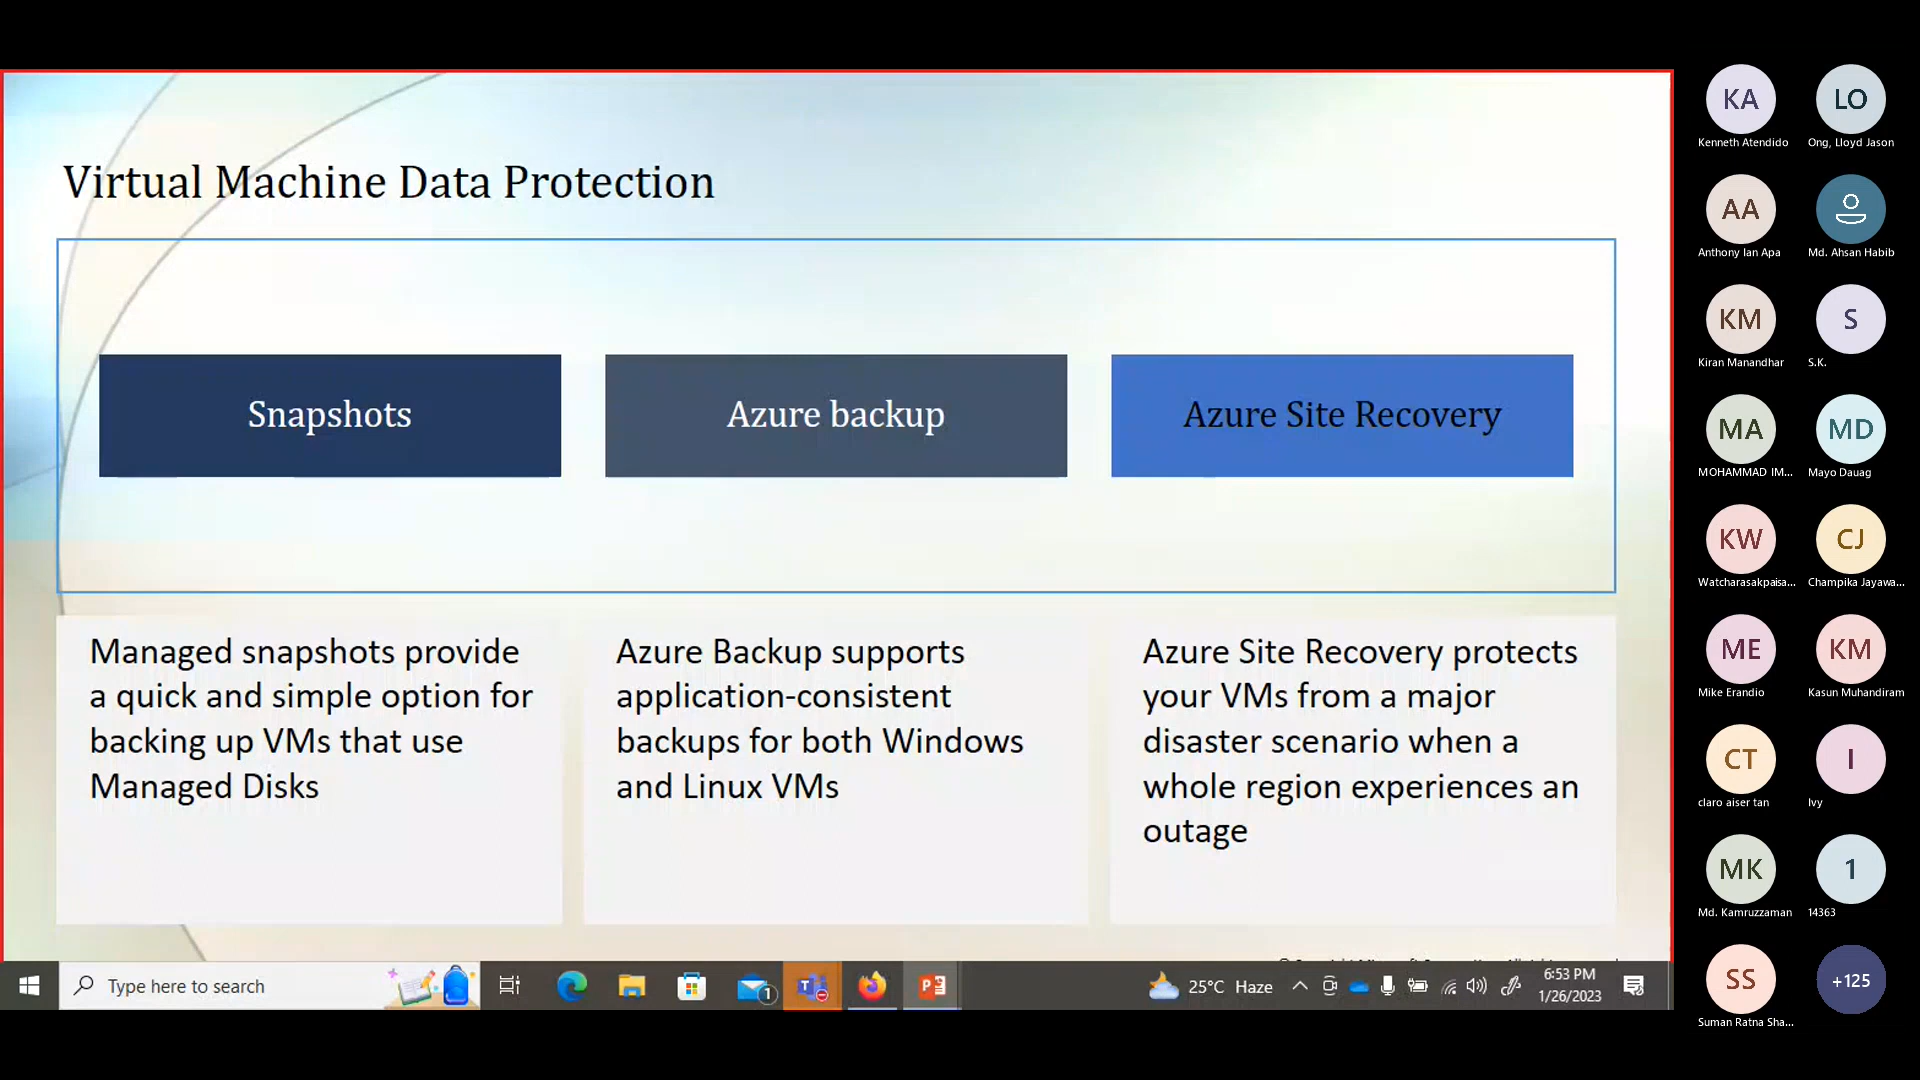 Virtual Machine Data Protection
Snapshots
Azure backup
Azure Site Recovery
Managed snapshots provide
a quick and simple option for
backing up VMs that use
Managed Disks
Azure Backup supports
application-consistent
backups for both Windows
and Linux VMs
Azure Site Recovery protects
your VMs from a major
disaster scenario when a
whole region experiences an
outage
Type here to search
1
25°C Haze
6:53 PM
1/26/2023
KA
Kenneth Atendido
LO
Ong, Lloyd Jason
AA
Anthony Ian Apa
Md. Ahsan Habib
KM
Kiran Manandhar
S
S.K.
MA
MOHAMMAD IM...
MD
Mayo Dauag
KW
Watcharasakpaisa...
CJ
Champika Jayawa...
ME
Mike Erandio
KM
Kasun Muhandiram
CT
claro aiser tan
I
Ivy
MK
Md. Kamruzzaman
1
14363
SS
Suman Ratna Sha...
+125